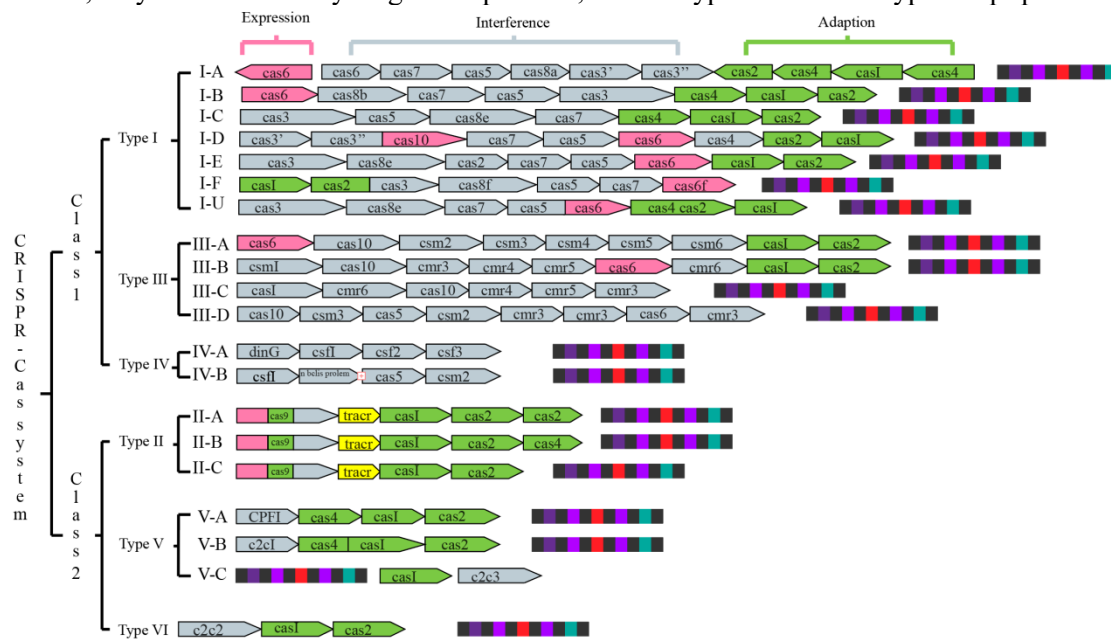 Expression Interference Adaption
I-A cas6 cas6 cas7 cas5 cas8a cas3' cas3'' cas2 cas4 casI cas4
I-B cas6 cas8b cas7 cas5 cas3 cas4 casI cas2
I-C cas3 cas5 cas8e cas7 cas4 casI cas2
Type I
I-D cas3' cas3'' cas10 cas7 cas5 cas6 cas4 cas2 casI
I-E cas3 cas8e cas2 cas7 cas5 cas6 casI cas2
I-F casI cas2 cas3 cas8f cas5 cas7 cas6f
I-U cas3 cas8e cas7 cas5 cas6 cas4 cas2 casI
Class 1
III-A cas6 cas10 csm2 csm3 csm4 csm5 csm6 casI cas2
III-B csmI cas10 cmr3 cmr4 cmr5 cas6 cmr6 casI cas2
Type III
III-C casI cmr6 cas10 cmr4 cmr5 cmr3
III-D cas10 csm3 cas5 csm2 cmr3 cmr3 cas6 cmr3
CRISPR-Cas system
IV-A dinG csfI csf2 csf3
Type IV
IV-B csfI n belis prolem cas5 csm2
II-A cas9 tracr casI cas2 cas2
Type II
II-B cas9 tracr casI cas2 cas4
II-C cas9 tracr casI cas2
Class 2
V-A CPFI cas4 casI cas2
Type V
V-B c2cI cas4 casI cas2
V-C casI c2c3
Type VI c2c2 casI cas2